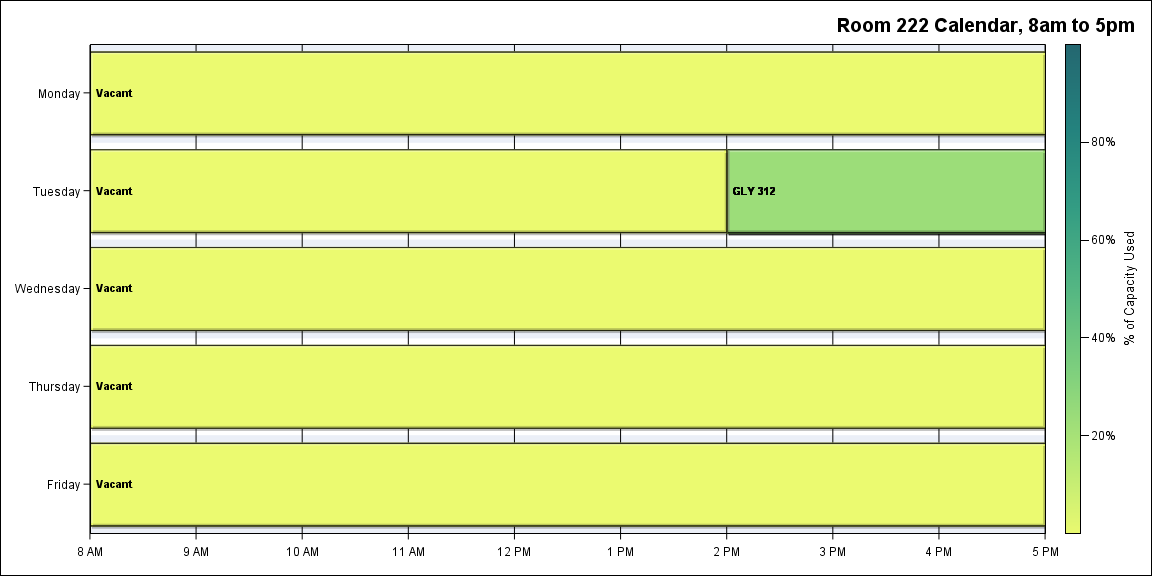 Room 222 Calendar, 8am to 5pm
Monday
Vacant
80%
Tuesday
Vacant
GLY 312
60%
% of Capacity Used
Wednesday
Vacant
40%
Thursday
Vacant
20%
Friday
Vacant
8 AM 9 AM 10 AM 11 AM 12 PM 1 PM 2 PM 3 PM 4 PM 5 PM